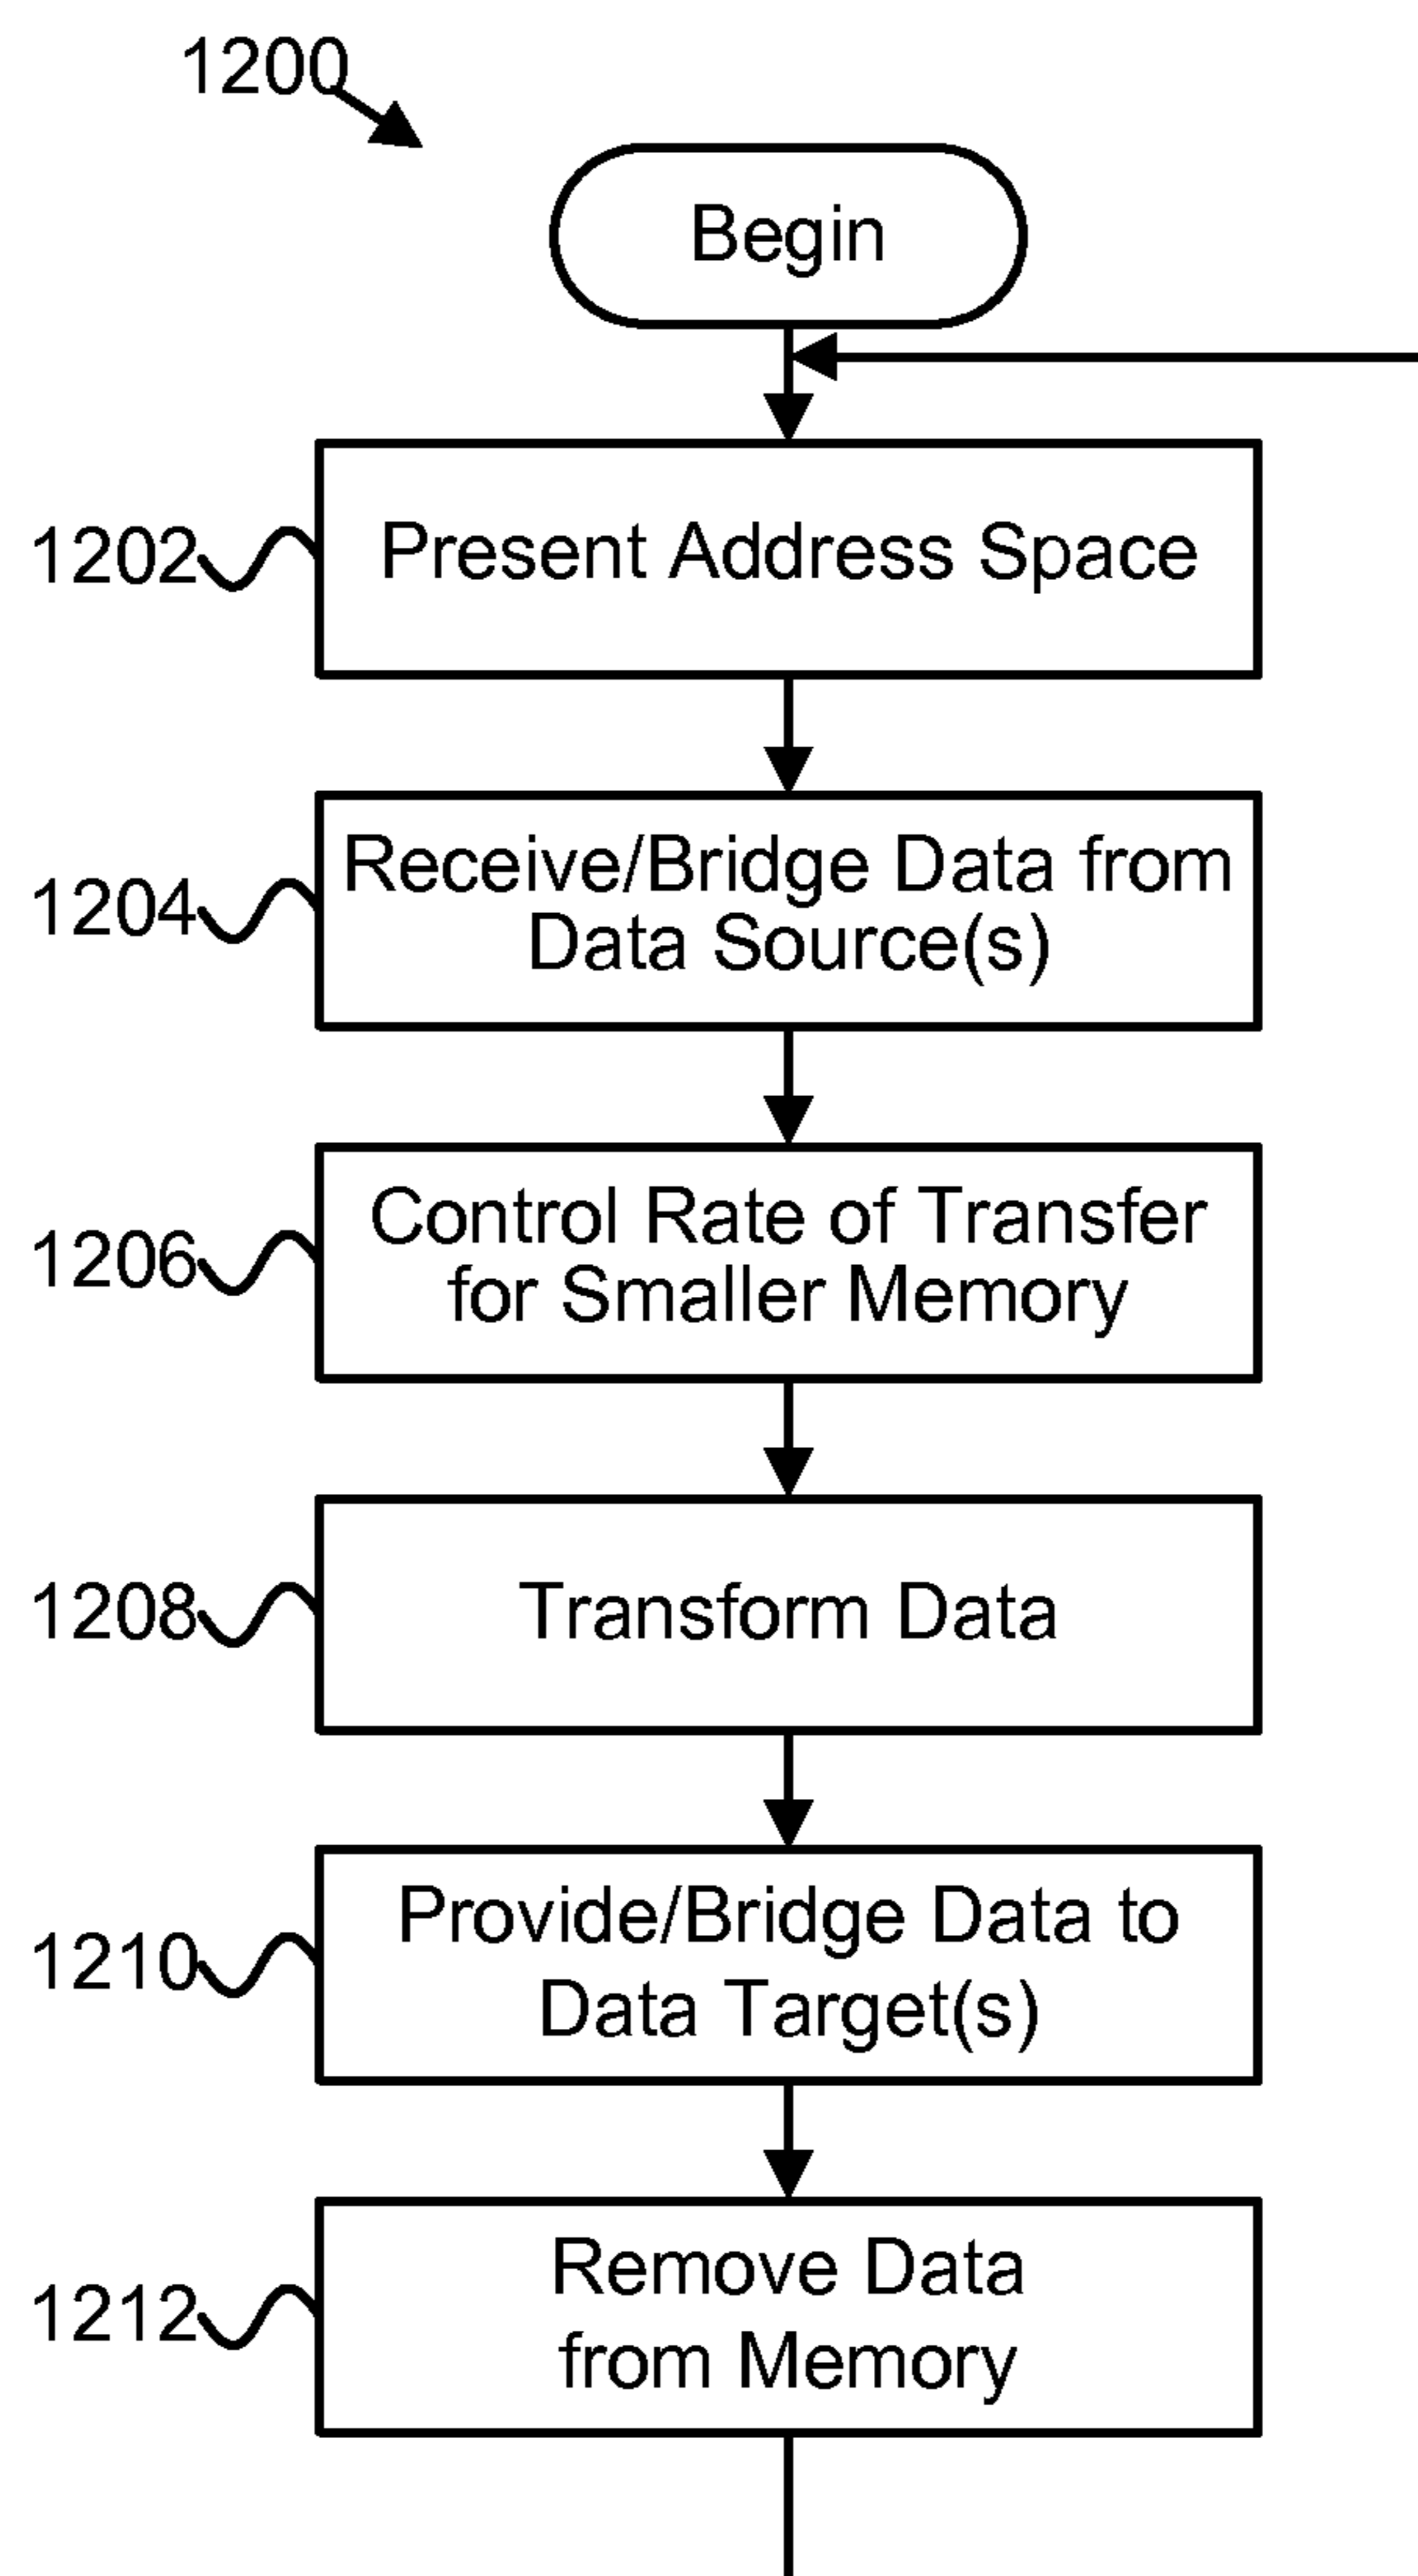 1200
Begin
1202
Present Address Space
1204
Receive/Bridge Data from
Data Source(s)
1206
Control Rate of Transfer
for Smaller Memory
1208
Transform Data
1210
Provide/Bridge Data to
Data Target(s)
1212
Remove Data
from Memory